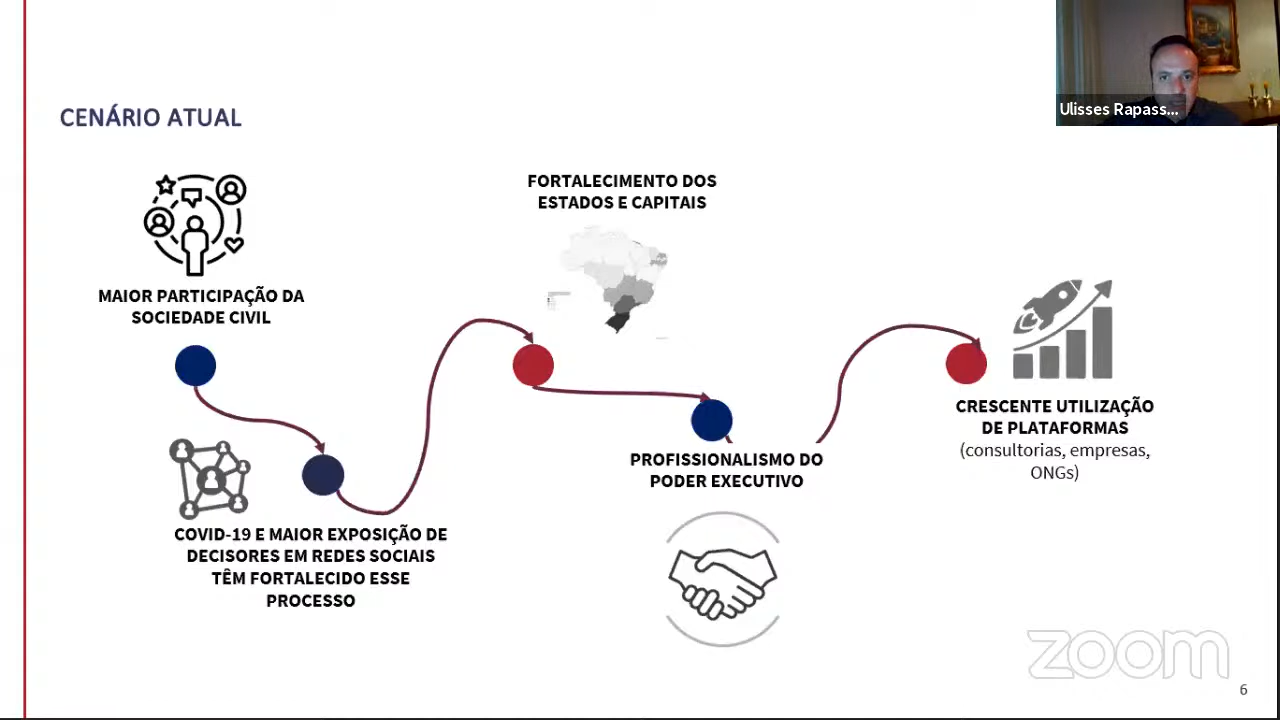 Ulisses Rapass...
CENÁRIO ATUAL
MAIOR PARTICIPAÇÃO DA
SOCIEDADE CIVIL
COVID-19 E MAIOR EXPOSIÇÃO DE
DECISORES EM REDES SOCIAIS
TÊM FORTALECIDO ESSE
PROCESSO
FORTALECIMENTO DOS
ESTADOS E CAPITAIS
PROFISSIONALISMO DO
PODER EXECUTIVO
CRESCENTE UTILIZAÇÃO
DE PLATAFORMAS
(consultorias, empresas,
ONGs)
zoom
6